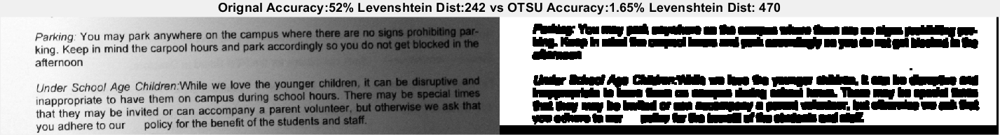 Orignal Accuracy:52% Levenshtein Dist:242 vs OTSU Accuracy:1.65% Levenshtein Dist: 470
Parking: You may park anywhere on the campus where there are no signs prohibiting par-
king. Keep in mind the carpool hours and park accordingly so you do not get blocked in the
afternoon
Under School Age Children:While we love the younger children, it can be disruptive and
inappropriate to have them on campus during school hours. There may be special times
that they may be invited or can accompany a parent volunteer, but otherwise we ask that
you adhere to our policy for the benefit of the students and staff.
Parking: You may park anywhere on the campus where there are no signs prohibiting par-
king. Keep in mind the carpool hours and park accordingly so you do not get blocked in the
afternoon
Under School Age Children:While we love the younger children, it can be disruptive and
inappropriate to have them on campus during school hours. There may be special times
that they may be invited or can accompany a parent volunteer, but otherwise we ask that
you adhere to our policy for the benefit of the students and staff.